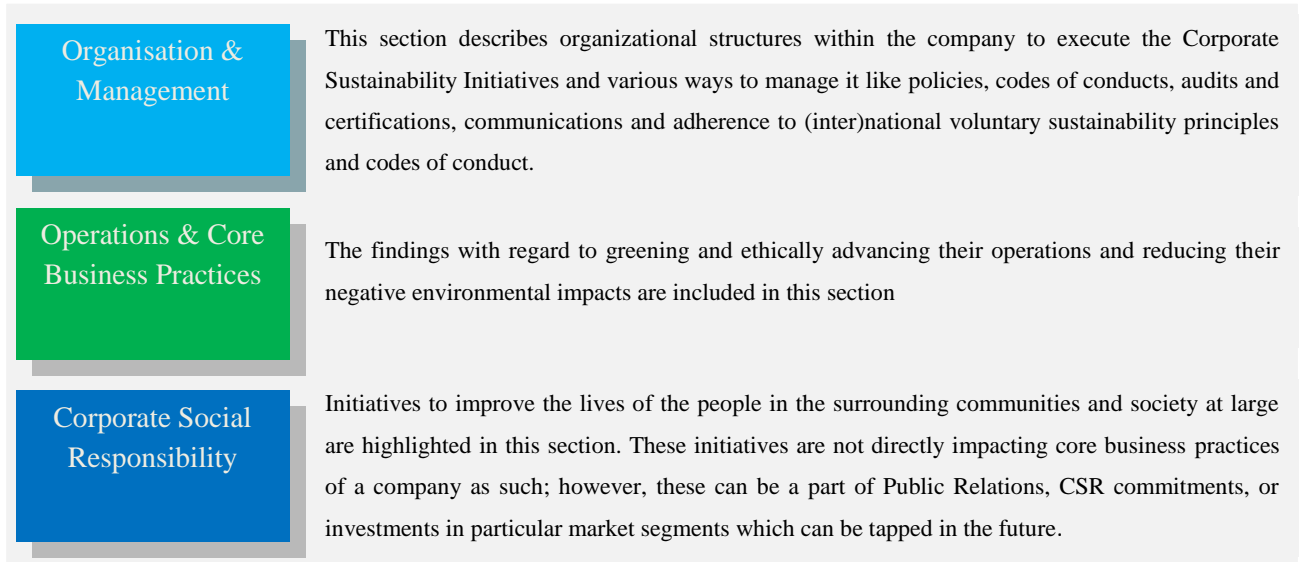 Organisation &
Management
This section describes organizational structures within the company to execute the Corporate
Sustainability Initiatives and various ways to manage it like policies, codes of conducts, audits and
certifications, communications and adherence to (inter)national voluntary sustainability principles
and codes of conduct.
Operations & Core
Business Practices
The findings with regard to greening and ethically advancing their operations and reducing their
negative environmental impacts are included in this section
Corporate Social
Responsibility
Initiatives to improve the lives of the people in the surrounding communities and society at large
are highlighted in this section. These initiatives are not directly impacting core business practices
of a company as such; however, these can be a part of Public Relations, CSR commitments, or
investments in particular market segments which can be tapped in the future.